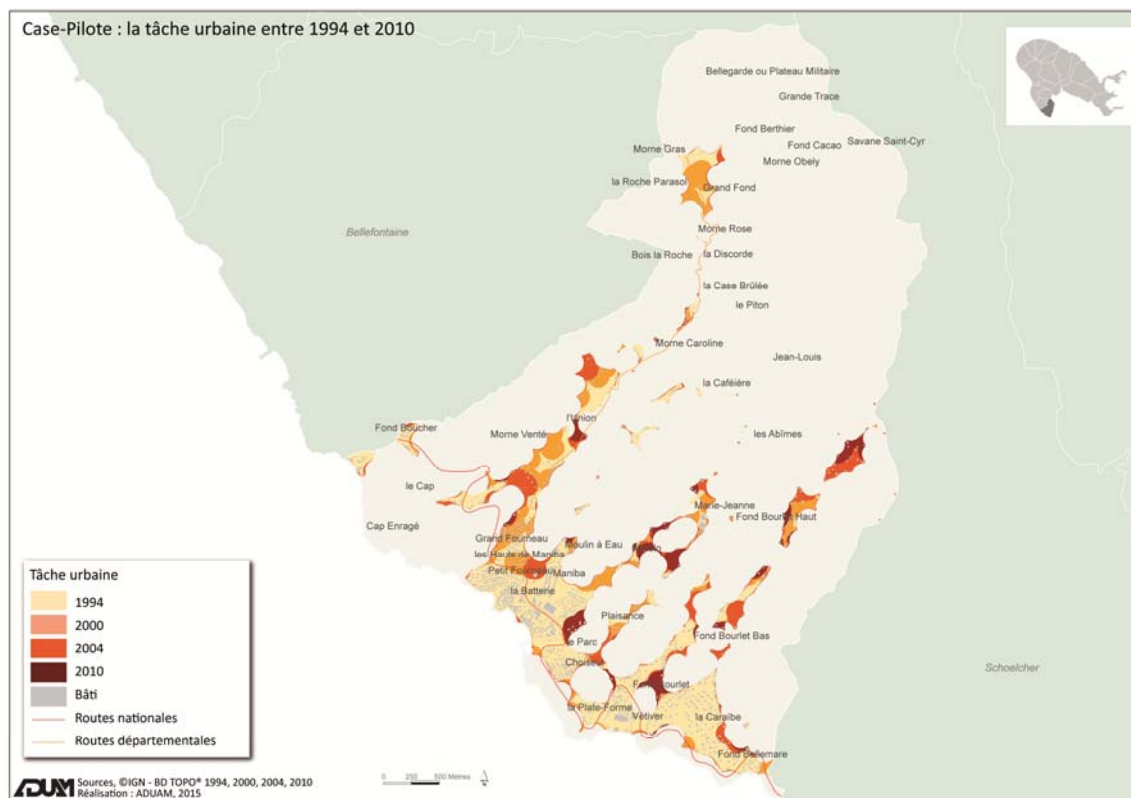 Case-Pilote : la tâche urbaine entre 1994 et 2010
Bellegarde ou Plateau Militaire
Grande Trace
Fond Berthier
Fond Cacao
Savane Saint-Cyr
Morne Gras
Morne Obely
la Roche Parasol
Grand Fond
Bellefontaine
Morne Rose
Bois la Roche
la Discorde
la Case Brûlée
le Piton
Morne Caroline
Jean-Louis
la Caféière
l'Union
Fond Boucher
Morne Venté
les Abîmes
le Cap
Marie-Jeanne
Fond Bourlet Haut
Cap Enragé
Grand Fourneau
Moulin à Eau
les Hauts de Maniba
Petit Fourneau
Maniba
la Batterie
Plaisance
Fond Bourlet Bas
le Parc
Choiseul
Schoelcher
Fond Bourlet
la Plate-Forme
Vétiver
la Caraïbe
Fond Bellemare
Tâche urbaine
1994
2000
2004
2010
Bâti
Routes nationales
Routes départementales
ADUAM
Sources, ©IGN - BD TOPO® 1994, 2000, 2004, 2010
Réalisation : ADUAM, 2015
0 250 500 Mètres